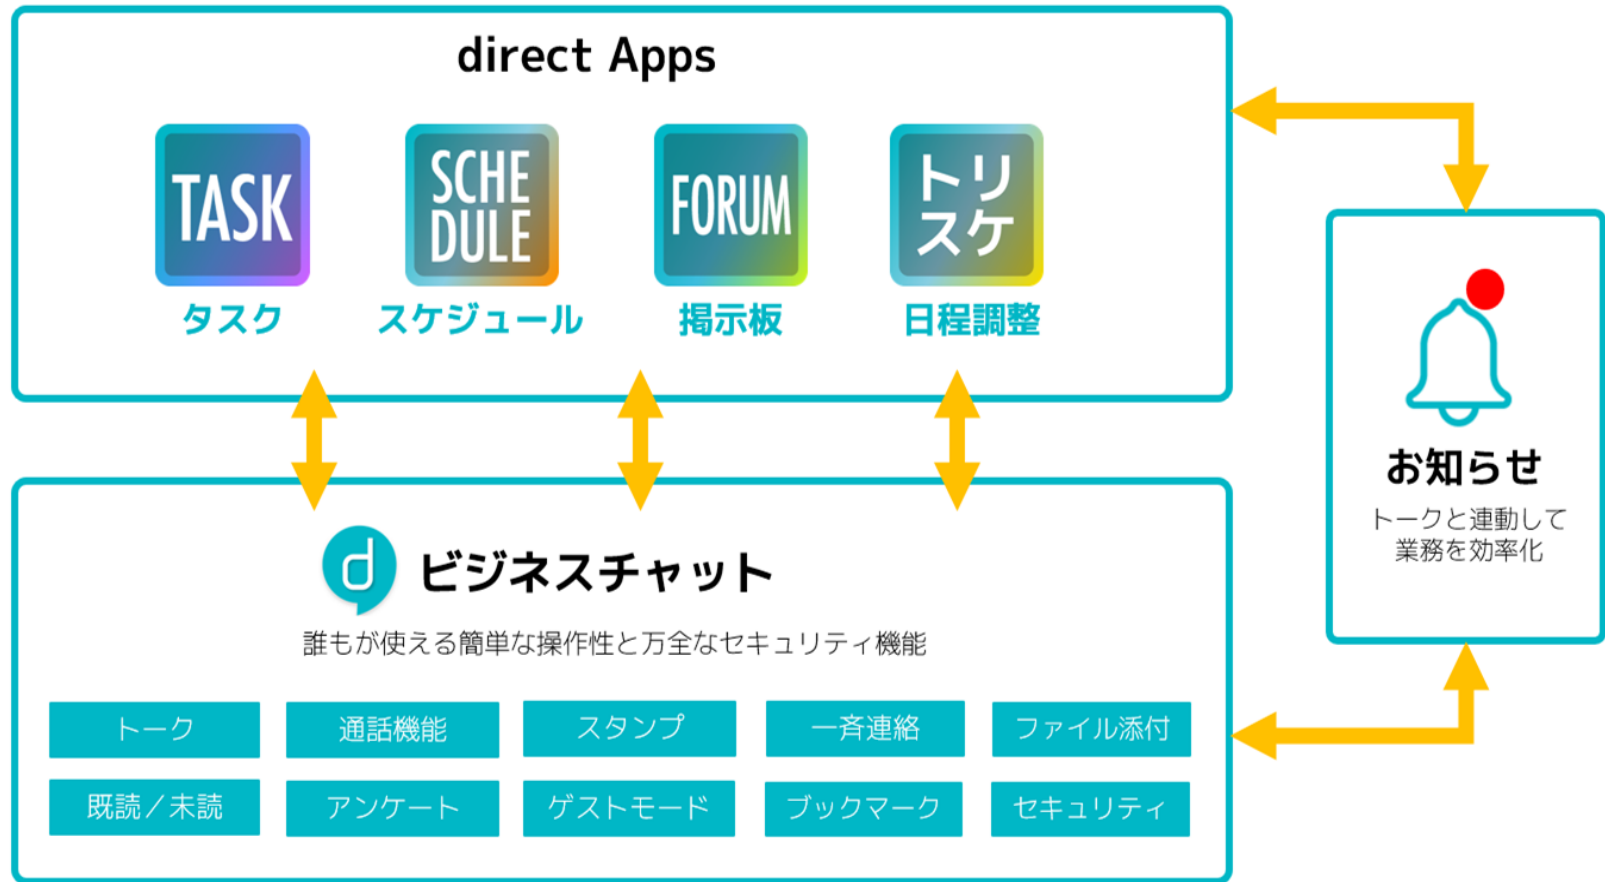 direct Apps
TASK
SCHE
DULE
FORUM
トリ
スケ
タスク
スケジュール
掲示板
日程調整
お知らせ
トークと連動して
業務を効率化
d
ビジネスチャット
誰もが使える簡単な操作性と万全なセキュリティ機能
トーク
通話機能
スタンプ
一斉連絡
ファイル添付
既読／未読
アンケート
ゲストモード
ブックマーク
セキュリティ